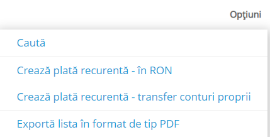 Opțiuni
Caută
Crează plată recurentă - în RON
Crează plată recurentă - transfer conturi proprii
Exportă lista în format de tip PDF